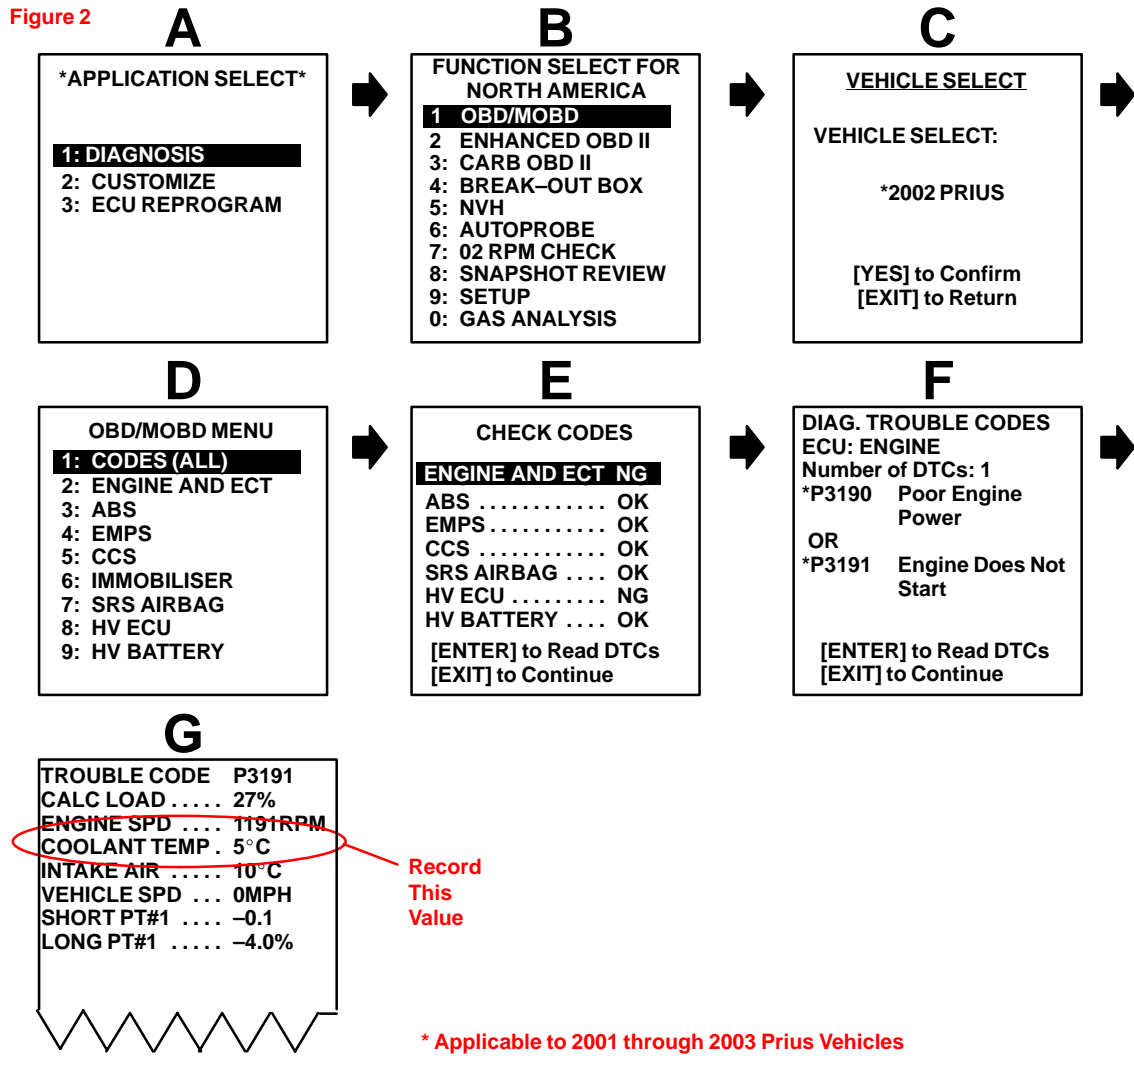 Figure 2
A
*APPLICATION SELECT*
1: DIAGNOSIS
2: CUSTOMIZE
3: ECU REPROGRAM
B
FUNCTION SELECT FOR
NORTH AMERICA
1 OBD/MOBD
2 ENHANCED OBD II
3: CARB OBD II
4: BREAK–OUT BOX
5: NVH
6: AUTOPROBE
7: 02 RPM CHECK
8: SNAPSHOT REVIEW
9: SETUP
0: GAS ANALYSIS
C
VEHICLE SELECT
VEHICLE SELECT:
*2002 PRIUS
[YES] to Confirm
[EXIT] to Return
D
OBD/MOBD MENU
1: CODES (ALL)
2: ENGINE AND ECT
3: ABS
4: EMPS
5: CCS
6: IMMOBILISER
7: SRS AIRBAG
8: HV ECU
9: HV BATTERY
E
CHECK CODES
ENGINE AND ECT NG
ABS . . . . . . . . . . . . OK
EMPS . . . . . . . . . . . OK
CCS . . . . . . . . . . . . OK
SRS AIRBAG . . . . OK
HV ECU . . . . . . . . . NG
HV BATTERY . . . . OK
[ENTER] to Read DTCs
[EXIT] to Continue
F
DIAG. TROUBLE CODES
ECU: ENGINE
Number of DTCs: 1
*P3190 Poor Engine
Power
OR
*P3191 Engine Does Not
Start
[ENTER] to Read DTCs
[EXIT] to Continue
G
TROUBLE CODE P3191
CALC LOAD . . . . . 27%
ENGINE SPD . . . . 1191RPM
COOLANT TEMP . 5°C
INTAKE AIR . . . . . 10°C
VEHICLE SPD . . . 0MPH
SHORT PT#1 . . . . –0.1
LONG PT#1 . . . . . –4.0%
Record
This
Value
* Applicable to 2001 through 2003 Prius Vehicles